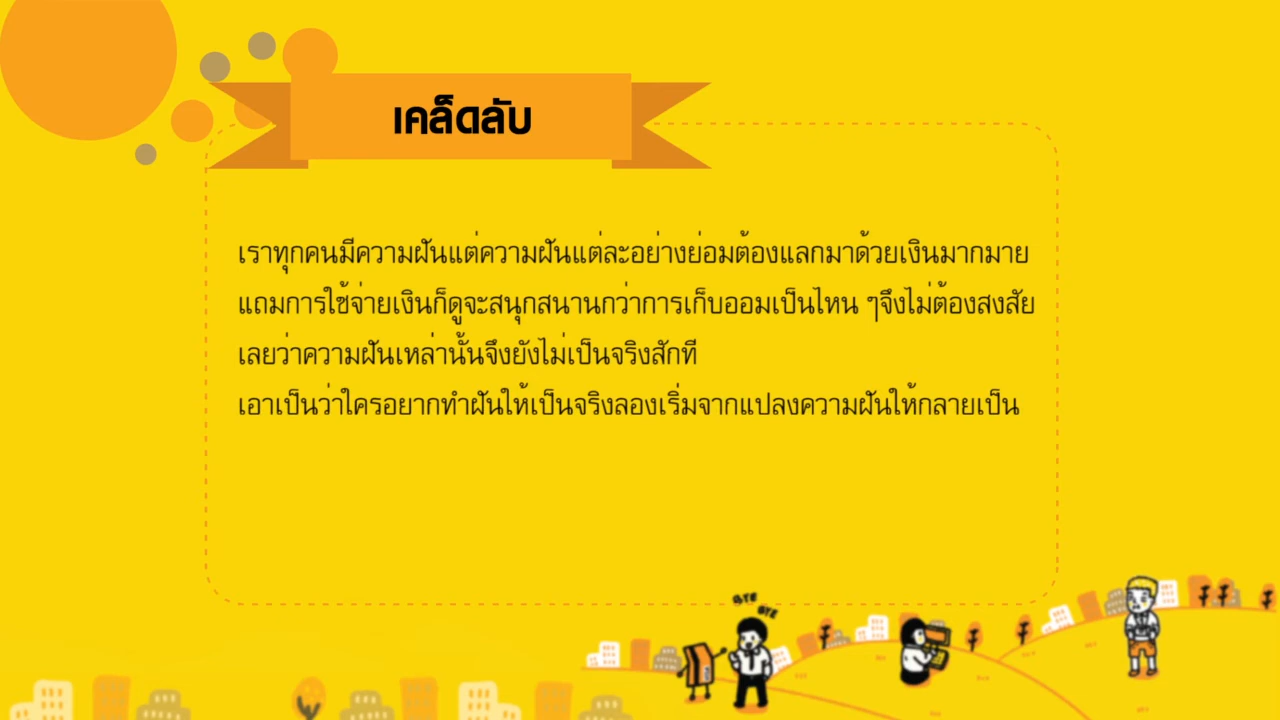 เคล็ดลับ
เราทุกคนมีความฝันแต่ความฝันแต่ละอย่างย่อมต้องแลกมาด้วยเงินมากมาย
แถมการใช้จ่ายเงินก็ดูจะสนุกสนานกว่าการเก็บออมเป็นไหน ๆจึงไม่ต้องสงสัย
เลยว่าความฝันเหล่านั้นจึงยังไม่เป็นจริงสักที
เอาเป็นว่าใครอยากทำฝันให้เป็นจริงลองเริ่มจากแปลงความฝันให้กลายเป็น
BYE
BYE